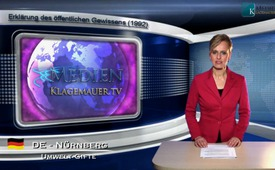 Erklärung des öffentlichen Gewissens (1992)
MEDIEN
KLAGEMAUER.TV
DE - NÜRNBERG
UMWELT-GIFTE